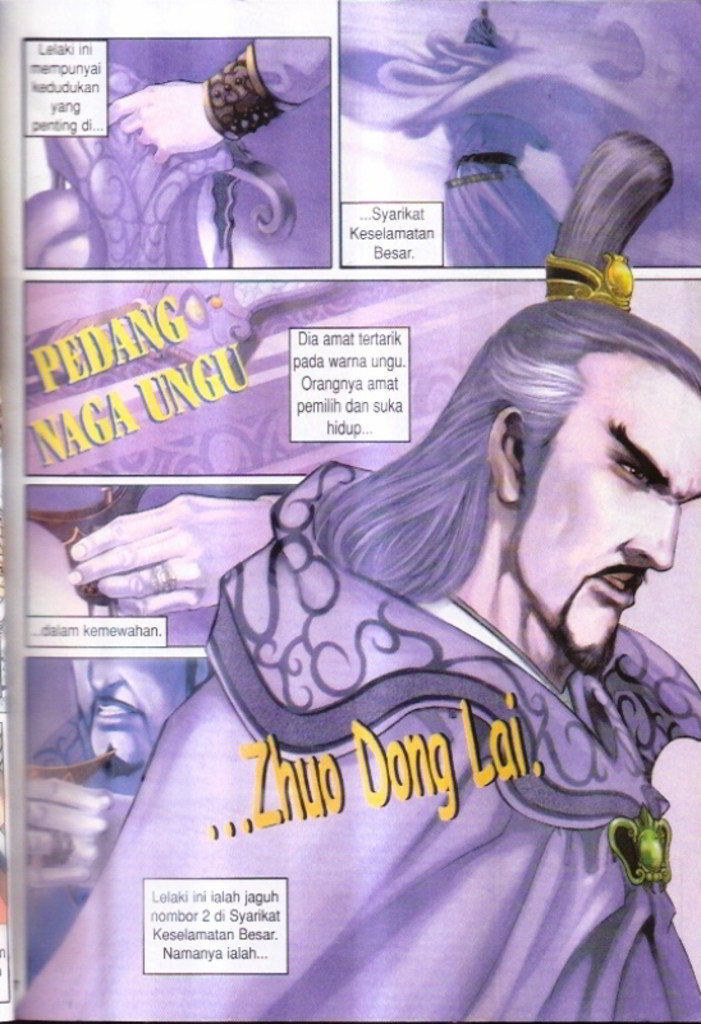 Lelaki ini
mempunyai
kedudukan
yang
penting di...
...Syarikat
Keselamatan
Besar.
PEDANG
NAGA UNGU
Dia amat tertarik
pada warna ungu.
Orangnya amat
pemilih dan suka
hidup...
...dalam kemewahan.
Lelaki ini ialah jaguh
nombor 2 di Syarikat
Keselamatan Besar.
Namanya ialah...
...Zhuo Dong Lai.